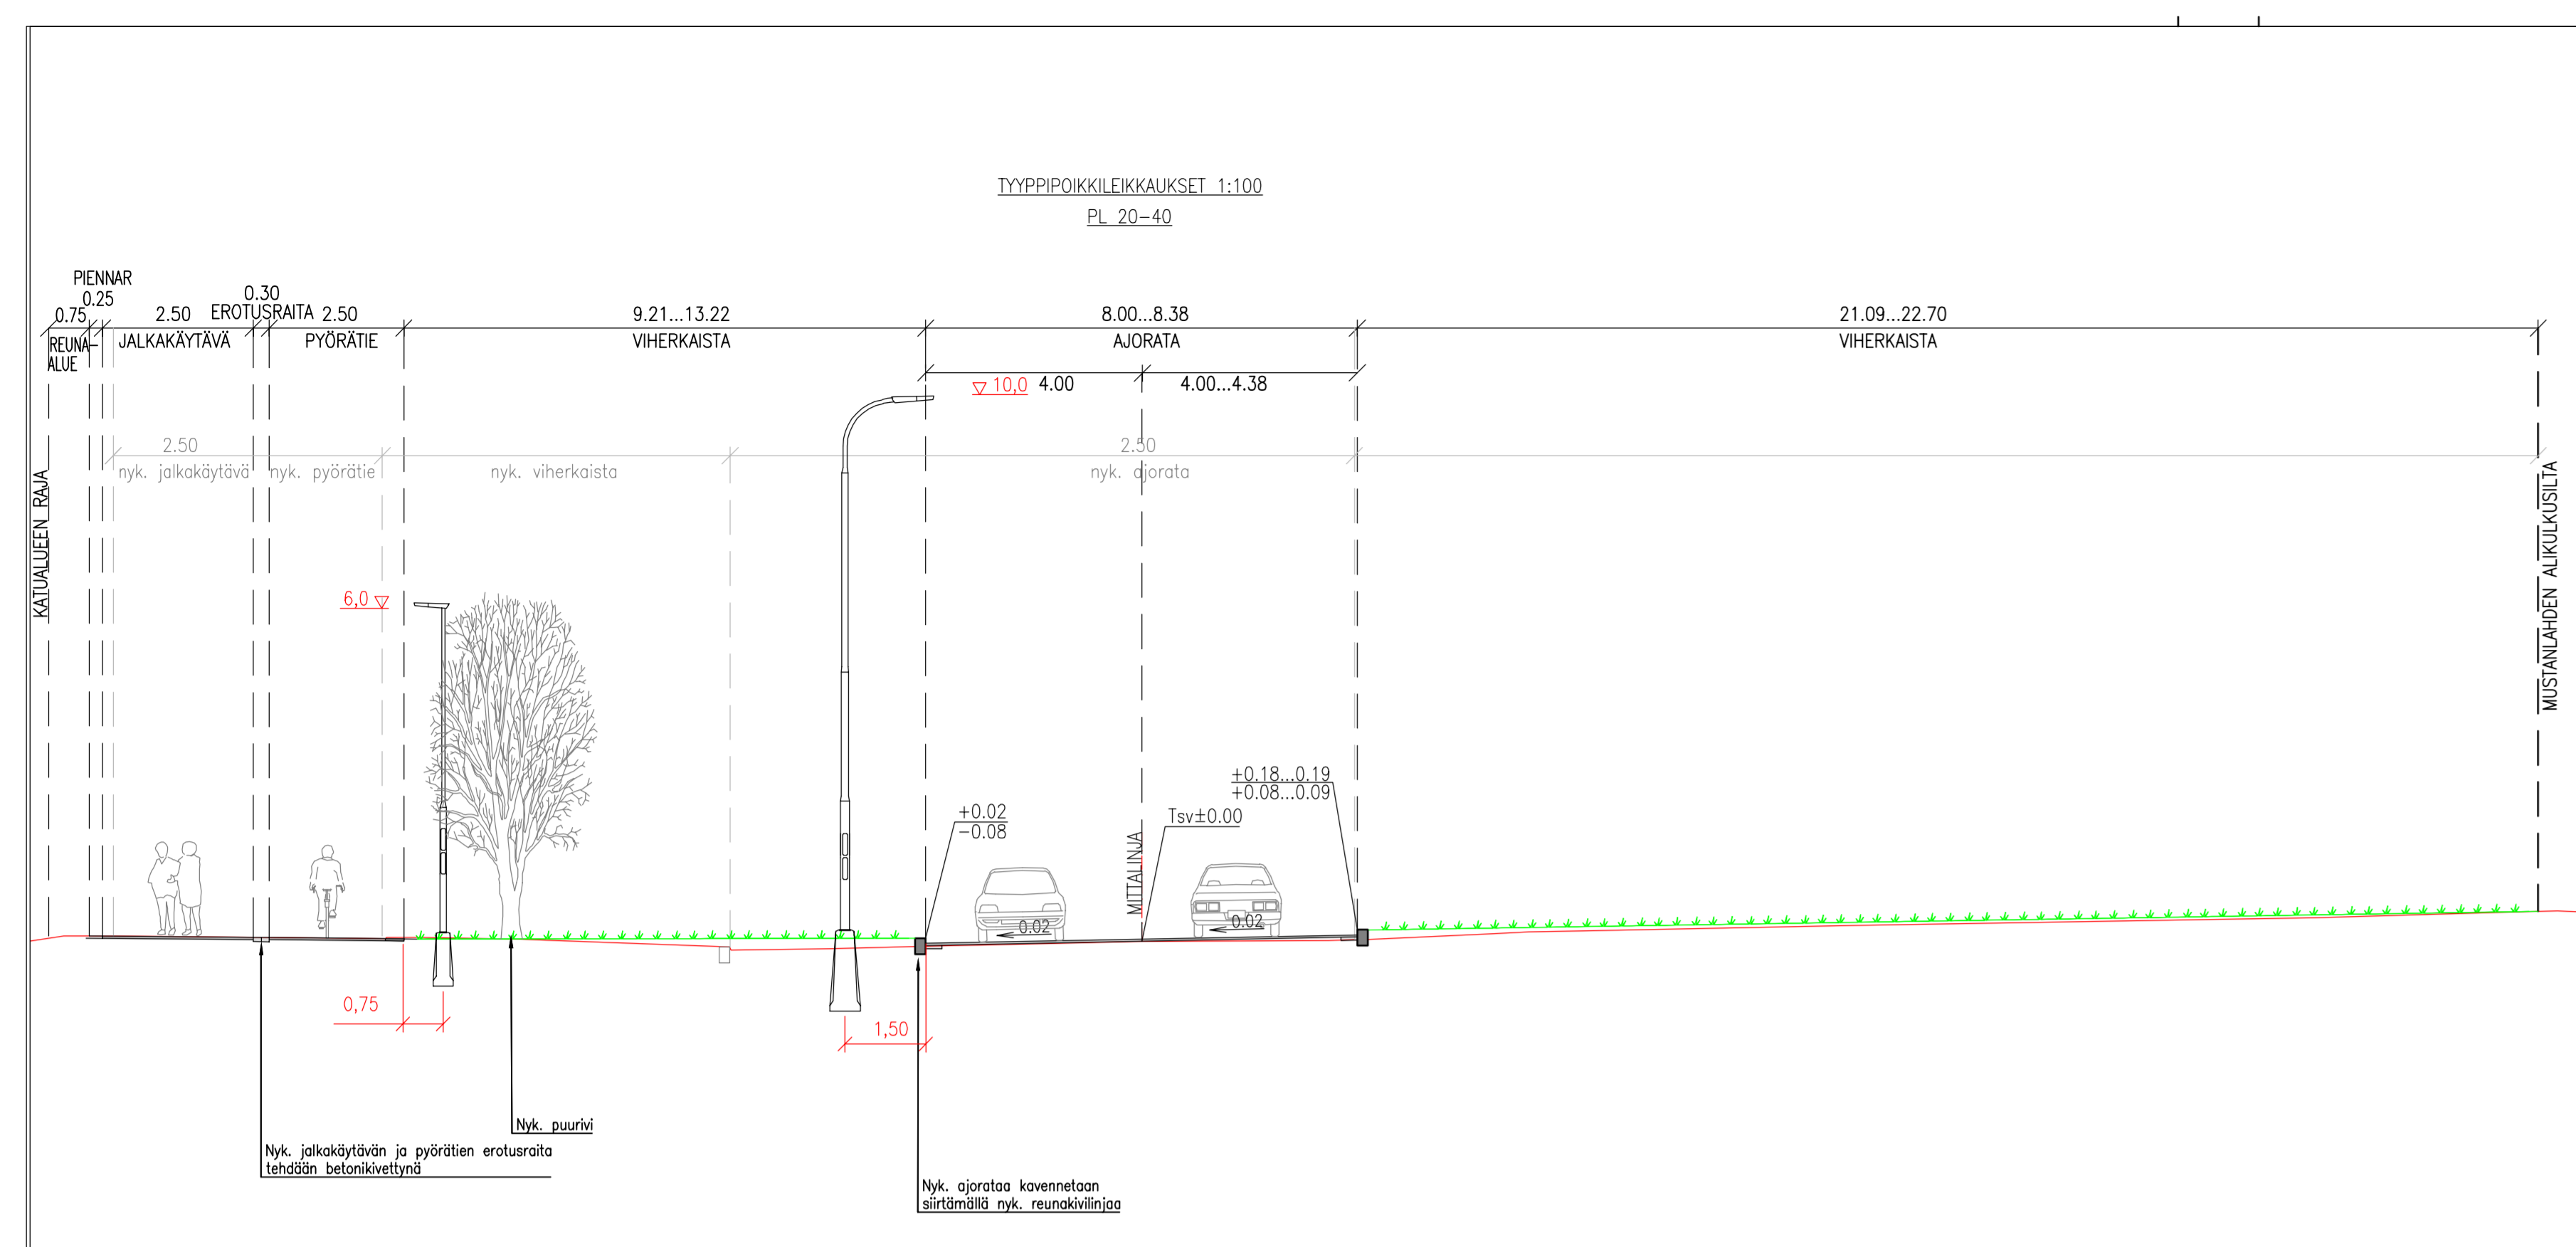 TYYPPIPOIKKILEIKKAUKSET 1:100
PL 20-40
PIENNAR
0.25
0.75
REUNA-
ALUE
2.50
JALKAKÄYTÄVÄ
0.30
EROTUSRAITA
2.50
PYÖRÄTIE
9.21...13.22
VIHERKAISTA
8.00...8.38
AJORATA
21.09...22.70
VIHERKAISTA
10,0
4.00
4.00...4.38
2.50
nyk. jalkakäytävä
nyk. pyörätie
nyk. viherkaista
2.50
nyk. ajorata
KATUALUEEN RAJA
MUSTANLAHDEN ALIKULKUSILTA
6,0
+0.02
-0.08
MITTALINJA
Tsv±0.00
+0.18...0.19
+0.08...0.09
0.02
0.02
0,75
1,50
Nyk. puurivi
Nyk. jalkakäytävän ja pyörätien erotusraita
tehdään betonikivettynä
Nyk. ajorataa kavennetaan
siirtämällä nyk. reunakivilinjaa